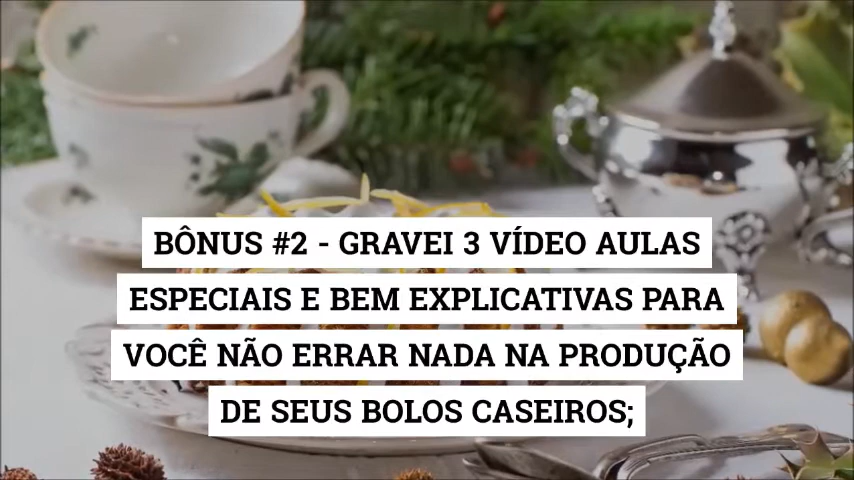 BÔNUS #2 - GRAVEI 3 VÍDEO AULAS
ESPECIAIS E BEM EXPLICATIVAS PARA
VOCÊ NÃO ERRAR NADA NA PRODUÇÃO
DE SEUS BOLOS CASEIROS;